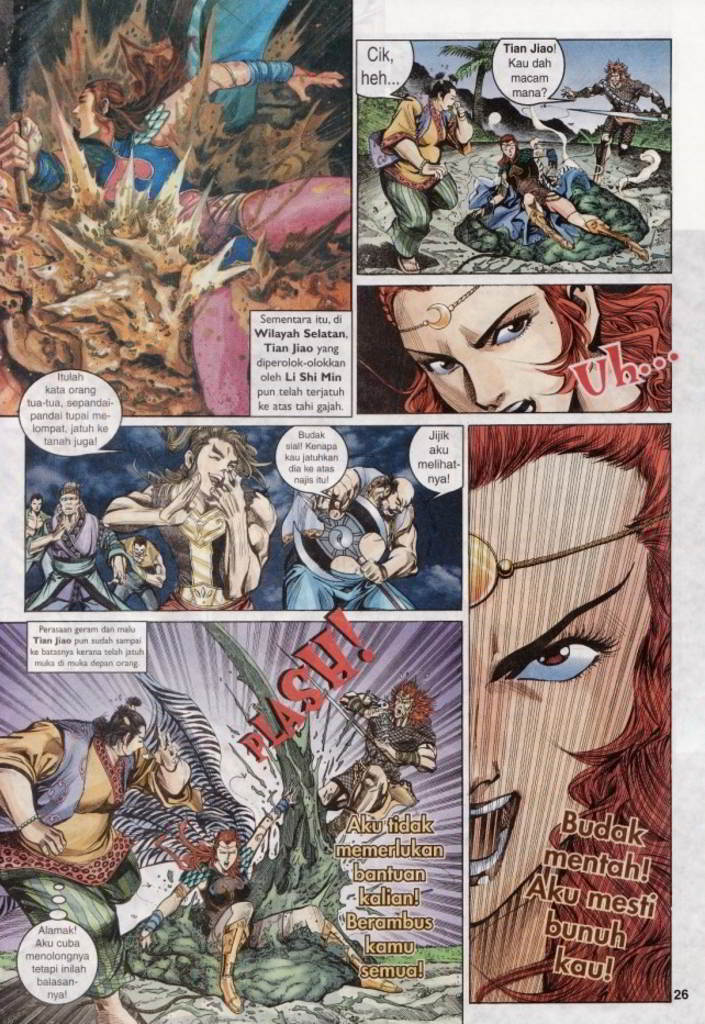 Sementara itu, di
Wilayah Selatan,
Tian Jiao yang
diperolok-olokkan
oleh Li Shi Min
pun telah terjatuh
ke atas tahi gajah.
Cik,
heh...
Tian Jiao!
Kau dah
macam
mana?
Uh...
Itulah
kata orang
tua-tua, sepandai-
pandai tupai me-
lompat, jatuh ke
tanah juga!
Budak
sial! Kenapa
kau jatuhkan
dia ke atas
najis itu?
Jijik
aku
melihat-
nya!
Perasaan geram dan malu
Tian Jiao pun sudah sampai
ke batasnya kerana telah jatuh
muka di muka depan orang.
PLASH!
Aku tidak
memerlukan
bantuan
kalian!
Berambus
kamu
semua!
Alamak!
Aku cuba
menolongnya
tetapi inilah
balasan-
nya!
Budak
mentah!
Aku mesti
bunuh
kau!
26